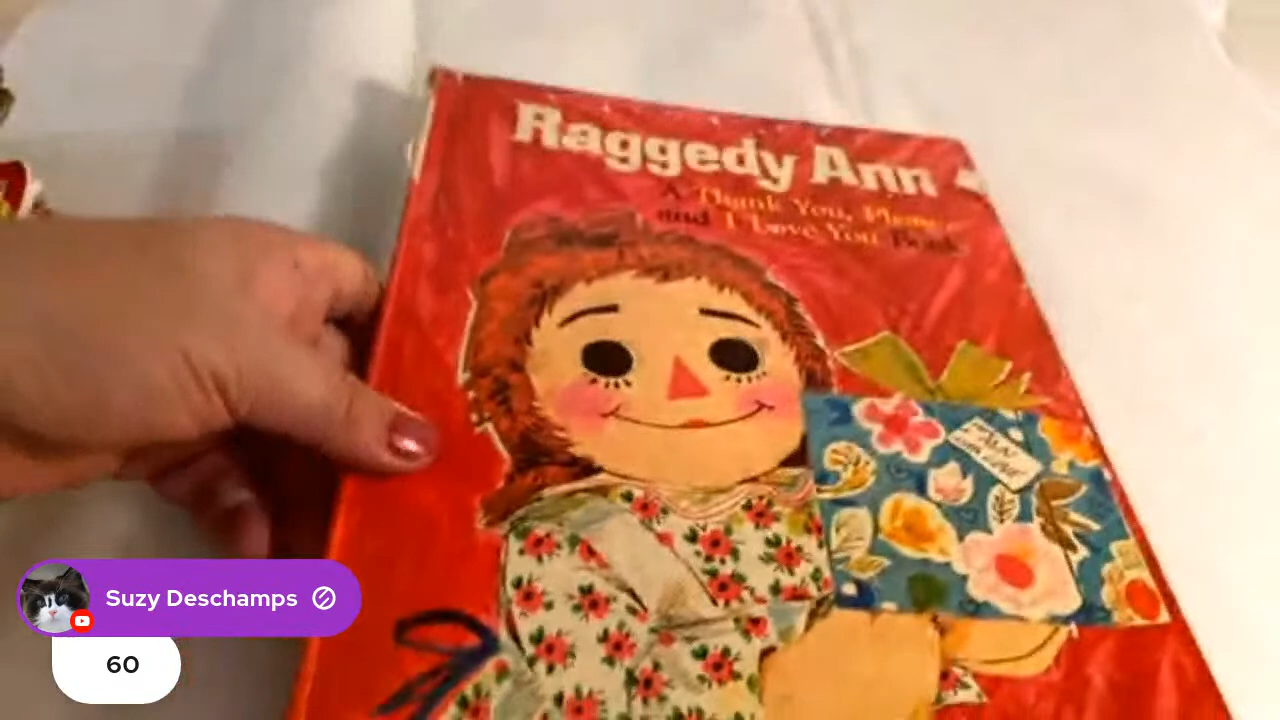 Raggedy Ann
A Thank You, Please
and I Love You Book
Suzy Deschamps
60